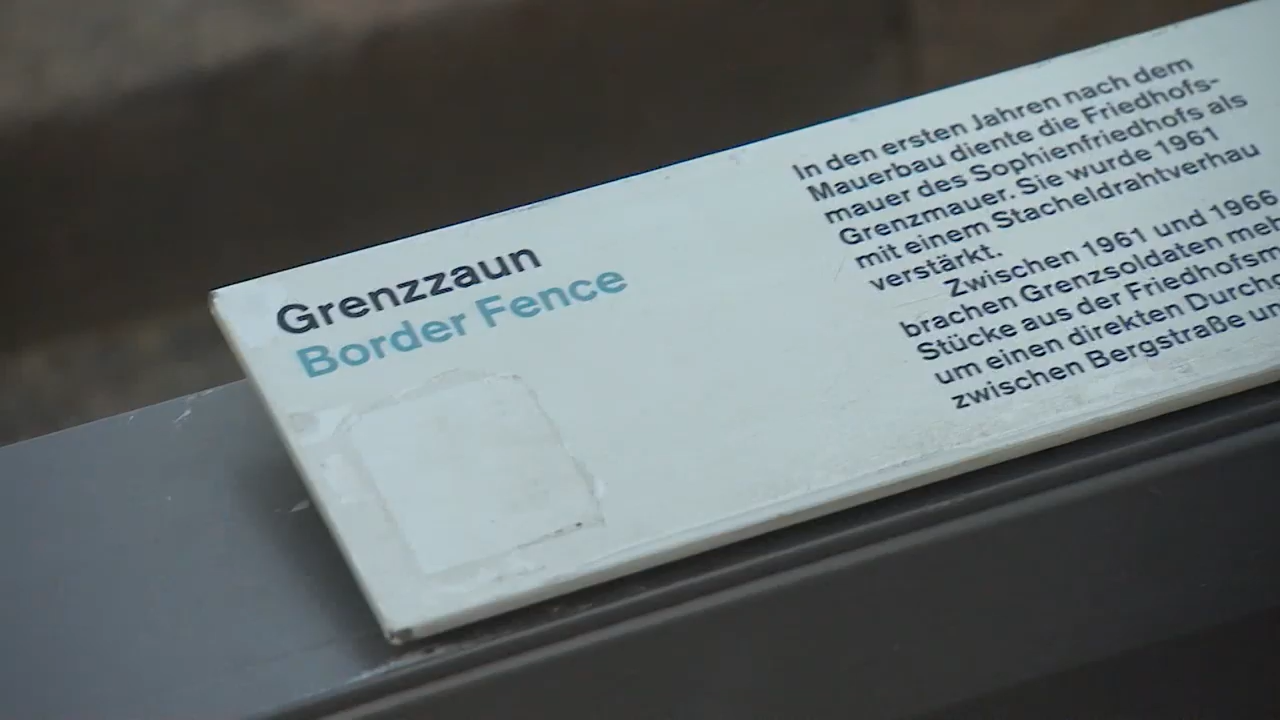 Grenzzaun
Border Fence
In den ersten Jahren nach dem
Mauerbau diente die Friedhofs-
mauer des Sophienfriedhofs als
Grenzmauer. Sie wurde 1961
mit einem Stacheldrahtverhau
verstärkt.
Zwischen 1961 und 1966
brachen Grenzsoldaten meh
Stücke aus der Friedhofsm
um einen direkten Durchg
zwischen Bergstraße un